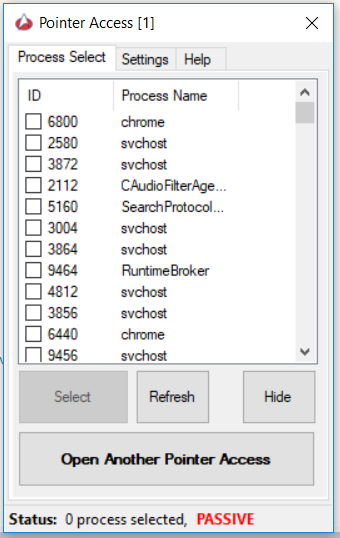 Pointer Access [1]
Process Select Settings Help
ID Process Name
6800 chrome
2580 svchost
3872 svchost
2112 CAudioFilterAge...
5160 SearchProtocol...
3004 svchost
3864 svchost
9464 RuntimeBroker
4812 svchost
3856 svchost
6440 chrome
9456 svchost
Select Refresh Hide
Open Another Pointer Access
Status: 0 process selected, PASSIVE